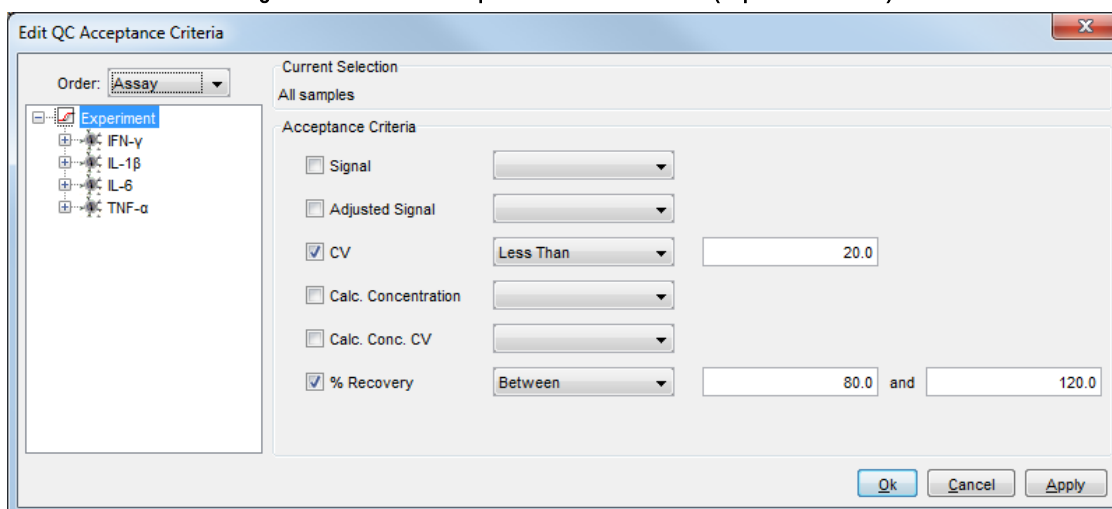 Edit QC Acceptance Criteria
Order: Assay
Experiment
IFN-γ
IL-1β
IL-6
TNF-α
Current Selection
All samples
Acceptance Criteria
Signal
Adjusted Signal
CV Less Than 20.0
Calc. Concentration
Calc. Conc. CV
% Recovery Between 80.0 and 120.0
Ok Cancel Apply